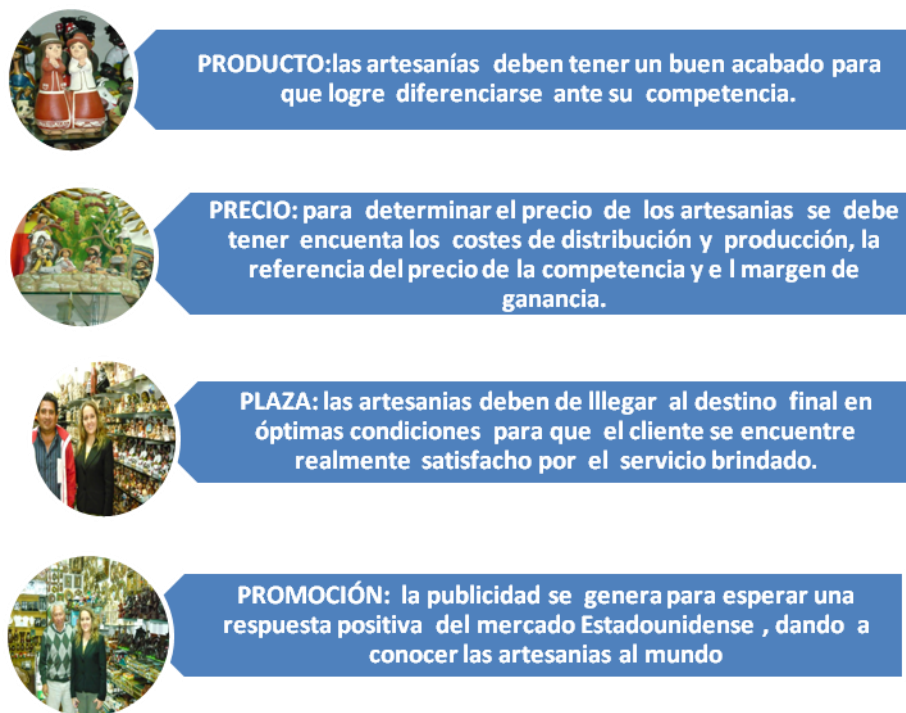 PRODUCTO:las artesanías deben tener un buen acabado para
que logre diferenciarse ante su competencia.
PRECIO: para determinar el precio de los artesanias se debe
tener encuenta los costes de distribución y producción, la
referencia del precio de la competencia y e l margen de
ganancia.
PLAZA: las artesanias deben de lllegar al destino final en
óptimas condiciones para que el cliente se encuentre
realmente satisfacho por el servicio brindado.
PROMOCIÓN: la publicidad se genera para esperar una
respuesta positiva del mercado Estadounidense , dando a
conocer las artesanias al mundo